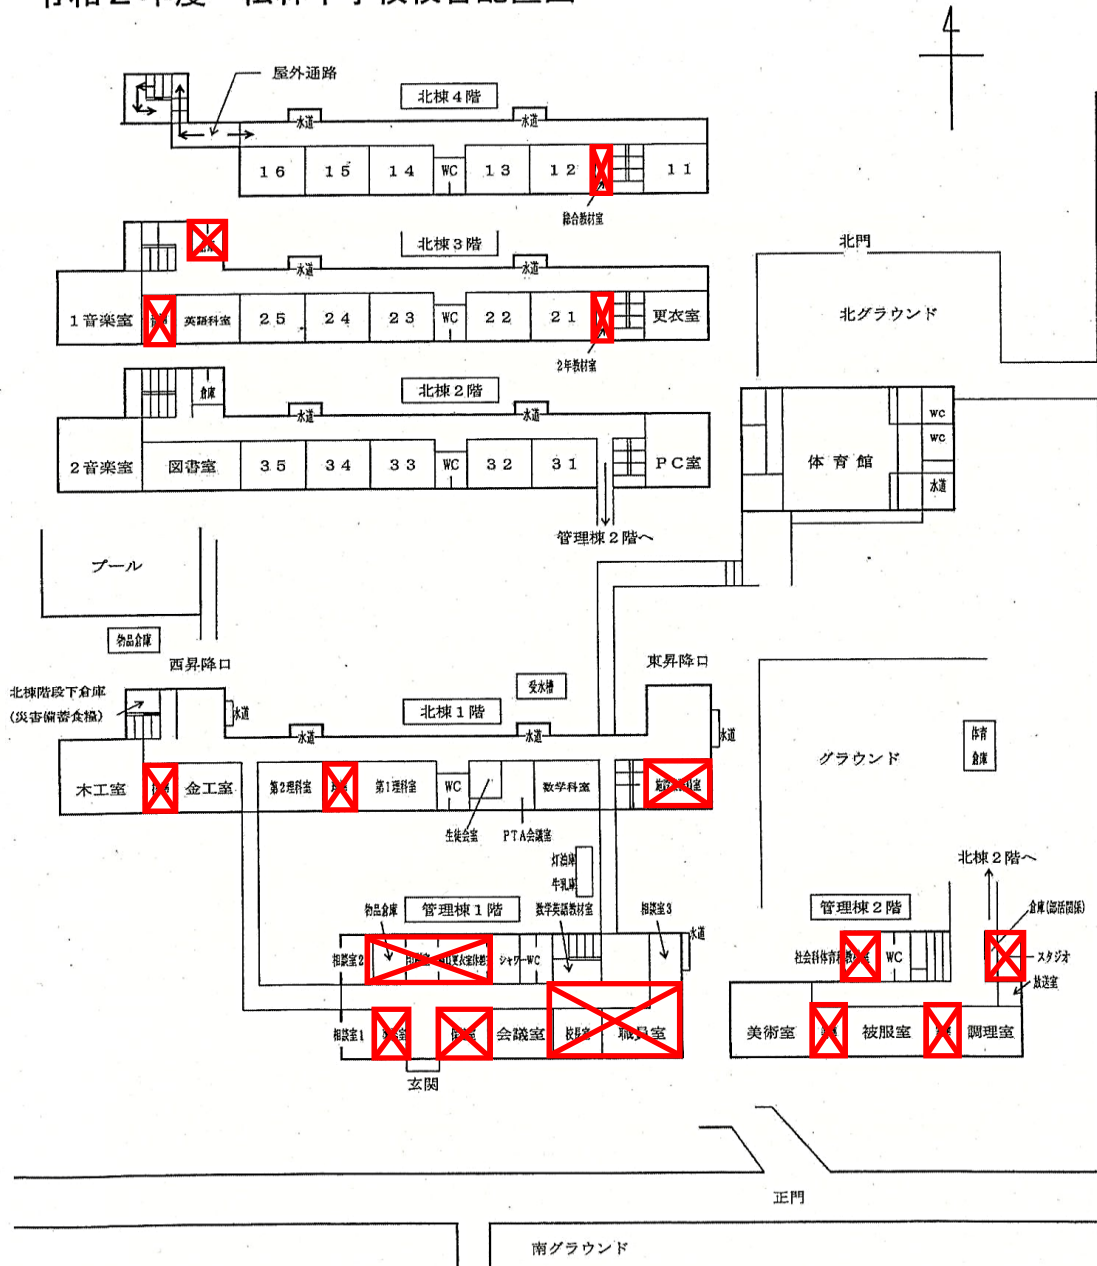 屋外通路
北棟4階
水道 水道
16 15 14 WC 13 12 11
総合教材室
北棟3階
北門
水道 水道
1音楽室 英語科室 25 24 23 WC 22 21 更衣室
北グラウンド
2年教材室
北棟2階
倉庫
水道 水道
WC
WC
2音楽室 図書室 35 34 33 WC 32 31 PC室
体育館
水道
管理棟2階へ
プール
物品倉庫
西昇降口 東昇降口
北棟階段下倉庫
(災害備蓄食糧)
受水槽
水道
北棟1階
水道 水道 水道
体育
倉庫
グラウンド
木工室 金工室 第2理科室 第1理科室 WC 数学科室
生徒会室 PTA会議室
灯油庫
牛乳庫
北棟2階へ
物品倉庫 管理棟1階 数学英語教材室 相談室3
管理棟2階
倉庫(部活関係)
水道
相談室2 シャワー WC
社会科体育科教 WC
スタジオ
放送室
相談室1 会議室 校長室 職員室
美術室 被服室 調理室
玄関
正門
南グラウンド